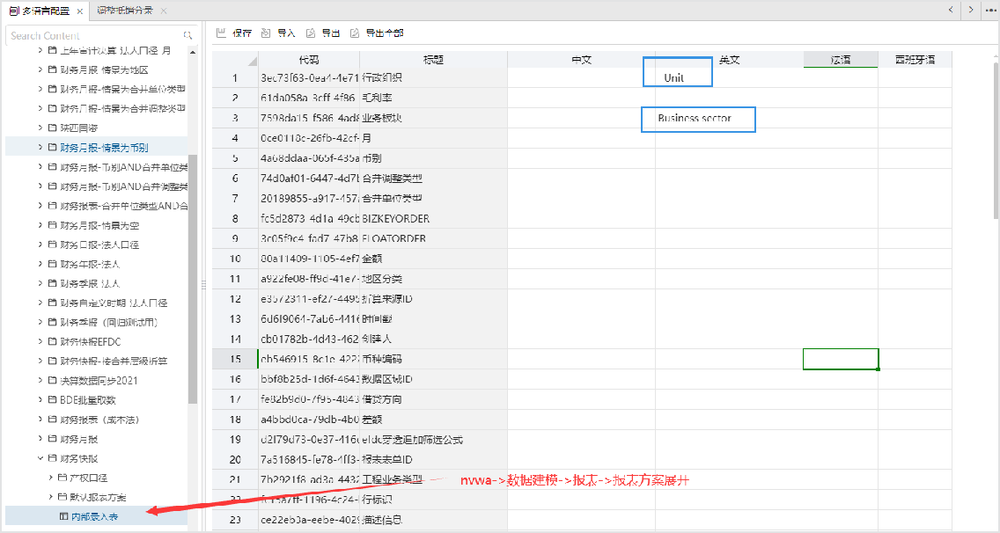 多语言配置 × 调整抵销分录 ×
Search Content
保存 导入 导出 导出全部
上年审计决算-法人口径-月
财务月报-情景为地区
财务月报-情景为合并单位类型
财务月报-情景为合并调整类型
陕西国资
财务月报-情景为币别
财务月报-币别AND合并单位类
财务月报-币别AND合并调整类
财务报表-合并单位类型AND合
财务月报-情景为空
财务日报-法人口径
财务年报-法人
财务季报-法人
财务自定义时期-法人口径
财务季报（回归测试用）
财务快报EFDC
财务快报-按合并层级折算
决算数据同步2021
BDE批量取数
财务报表（成本法）
财务月报
财务快报
产权口径
默认报表方案
内部录入表
代码 标题 中文 英文 法语 西班牙语
1 3ec73f63-0ea4-4e71 行政组织 Unit
2 61da058a-3cff-4f86- 毛利率
3 7598da15-f586-4ad8 业务板块 Business sector
4 0ce0118c-26fb-42cf- 月
5 4a68ddaa-065f-435a 币别
6 74d0af01-6447-4d7b 合并调整类型
7 20189855-a917-457a 合并单位类型
8 fc5d2873-4d1a-49cb BIZKEYORDER
9 3c05f9c4-fad7-47b8 FLOATORDER
10 80a11409-1105-4ef7 金额
11 a922fe08-ff9d-41e7- 地区分类
12 e3572311-ef27-4495 折算来源ID
13 6d6f9064-7ab6-4416 时间戳
14 cb01782b-4d43-462 创建人
15 eb546915-8c1e-422 币种编码
16 bbf8b25d-1d6f-4643 数据区域ID
17 fe82b9d0-7f95-4843 借贷方向
18 a4bbd0ca-79db-4b0 差额
19 d2f79d73-0e37-416 efdc穿透追加筛选公式
20 7a516845-fe78-4ff3- 报表表单ID
21 7b2921f8-ad3a-4432 工程业务类型 nvwa->数据建模->报表->报表方案展开
22 fc1587ff-1196-4c24- 行标识
23 ce22eb3a-eebe-402 描述信息